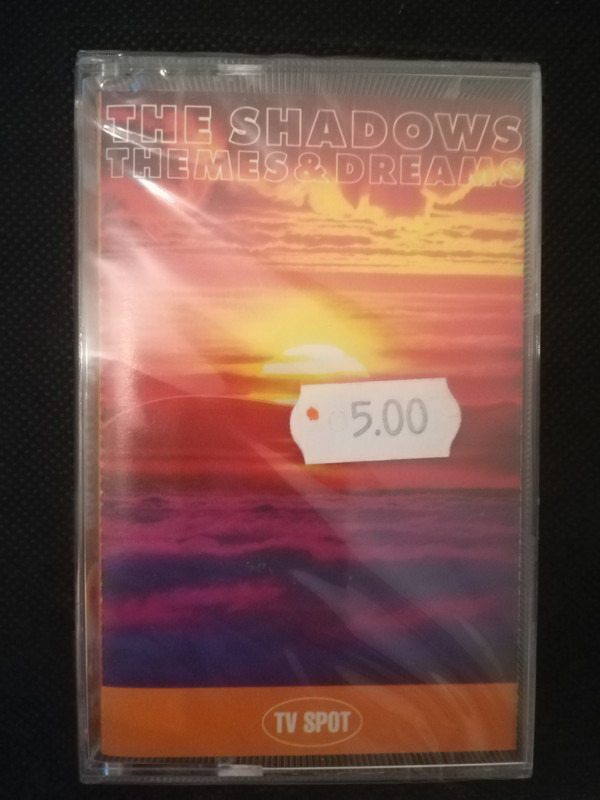 THE SHADOWS
THEMES & DREAMS
5.00
TV SPOT